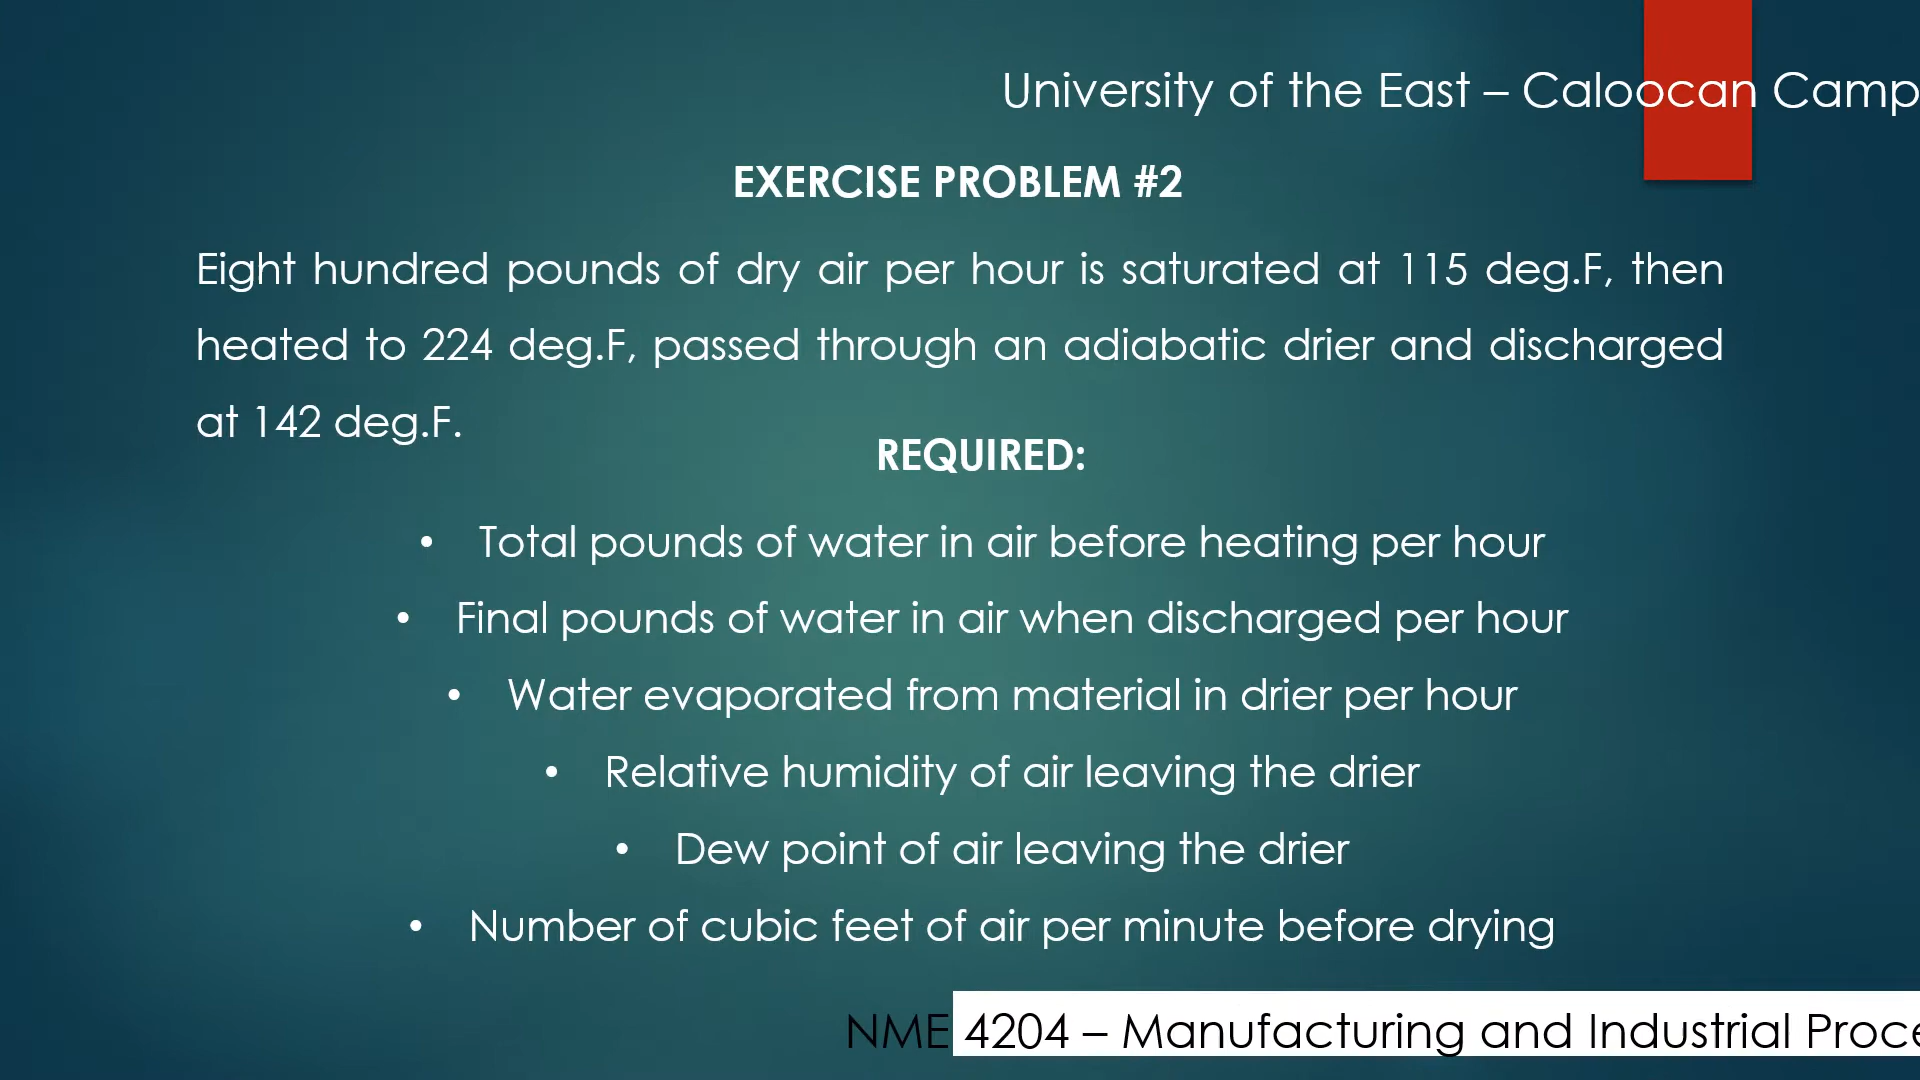 University of the East – Caloocan Camp
EXERCISE PROBLEM #2
Eight hundred pounds of dry air per hour is saturated at 115 deg.F, then
heated to 224 deg.F, passed through an adiabatic drier and discharged
at 142 deg.F.
REQUIRED:
• Total pounds of water in air before heating per hour
• Final pounds of water in air when discharged per hour
• Water evaporated from material in drier per hour
• Relative humidity of air leaving the drier
• Dew point of air leaving the drier
• Number of cubic feet of air per minute before drying
NME 4204 – Manufacturing and Industrial Proce